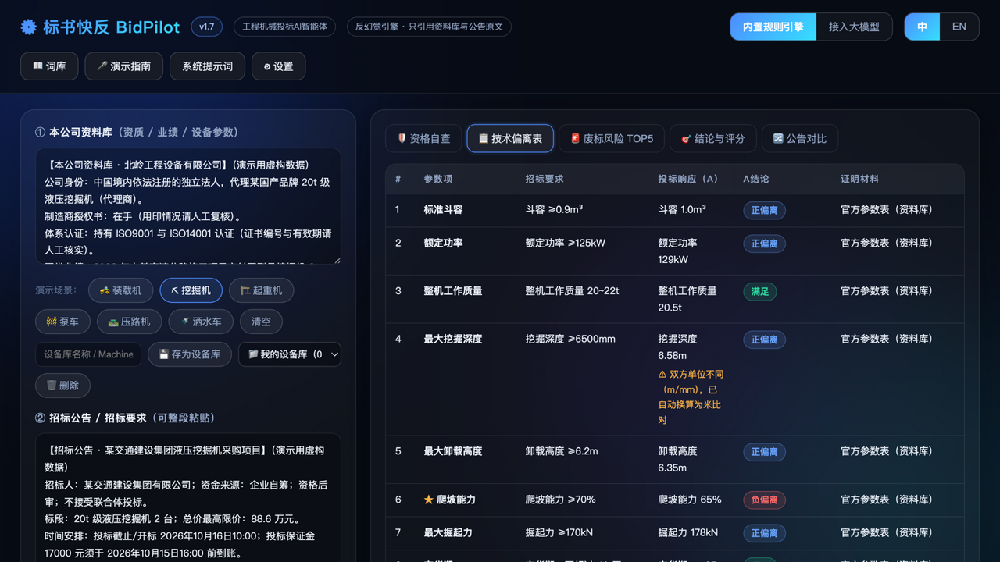 标书快反 BidPilot
v1.7
工程机械投标AI智能体
反幻觉引擎 · 只引用资料库与公告原文
内置规则引擎
接入大模型
中
EN
词库
演示指南
系统提示词
设置
① 本公司资料库（资质 / 业绩 / 设备参数）
【本公司资料库 · 北岭工程设备有限公司】（演示用虚构数据）
公司身份：中国境内依法注册的独立法人，代理某国产品牌 20t 级
液压挖掘机（代理商）。
制造商授权书：在手（用印情况请人工复核）。
体系认证：持有 ISO9001 与 ISO14001 认证（证书编号与有效期请
人工核实）。
演示场景：
装载机
挖掘机
起重机
泵车
压路机
洒水车
清空
设备库名称 / Machine
存为设备库
我的设备库（0
删除
② 招标公告 / 招标要求（可整段粘贴）
【招标公告 · 某交通建设集团液压挖掘机采购项目】（演示用虚构
数据）
招标人：某交通建设集团有限公司；资金来源：企业自筹；资格后
审；不接受联合体投标。
标段：20t 级液压挖掘机 2 台；总价最高限价：88.6 万元。
时间安排：投标截止/开标 2026年10月16日10:00；投标保证金
17000 元须于 2026年10月15日16:00 前到账。
资格自查
技术偏离表
废标风险 TOP5
结论与评分
公告对比
# 参数项 招标要求 投标响应（A） A结论 证明材料
1 标准斗容 斗容 ≥0.9m³ 斗容 1.0m³ 正偏离 官方参数表（资料库）
2 额定功率 额定功率 ≥125kW 额定功率 正偏离 官方参数表（资料库）
129kW
3 整机工作质量 整机工作质量 20~22t 整机工作质量 满足 官方参数表（资料库）
20.5t
4 最大挖掘深度 挖掘深度 ≥6500mm 挖掘深度 正偏离 官方参数表（资料库）
6.58m
⚠ 双方单位不同
（m/mm），已
自动换算为米比
对
5 最大卸载高度 卸载高度 ≥6.2m 卸载高度 正偏离 官方参数表（资料库）
6.35m
6 ★ 爬坡能力 爬坡能力 ≥70% 爬坡能力 65% 负偏离 官方参数表（资料库）
7 最大掘起力 掘起力 ≥170kN 掘起力 178kN 正偏离 官方参数表（资料库）